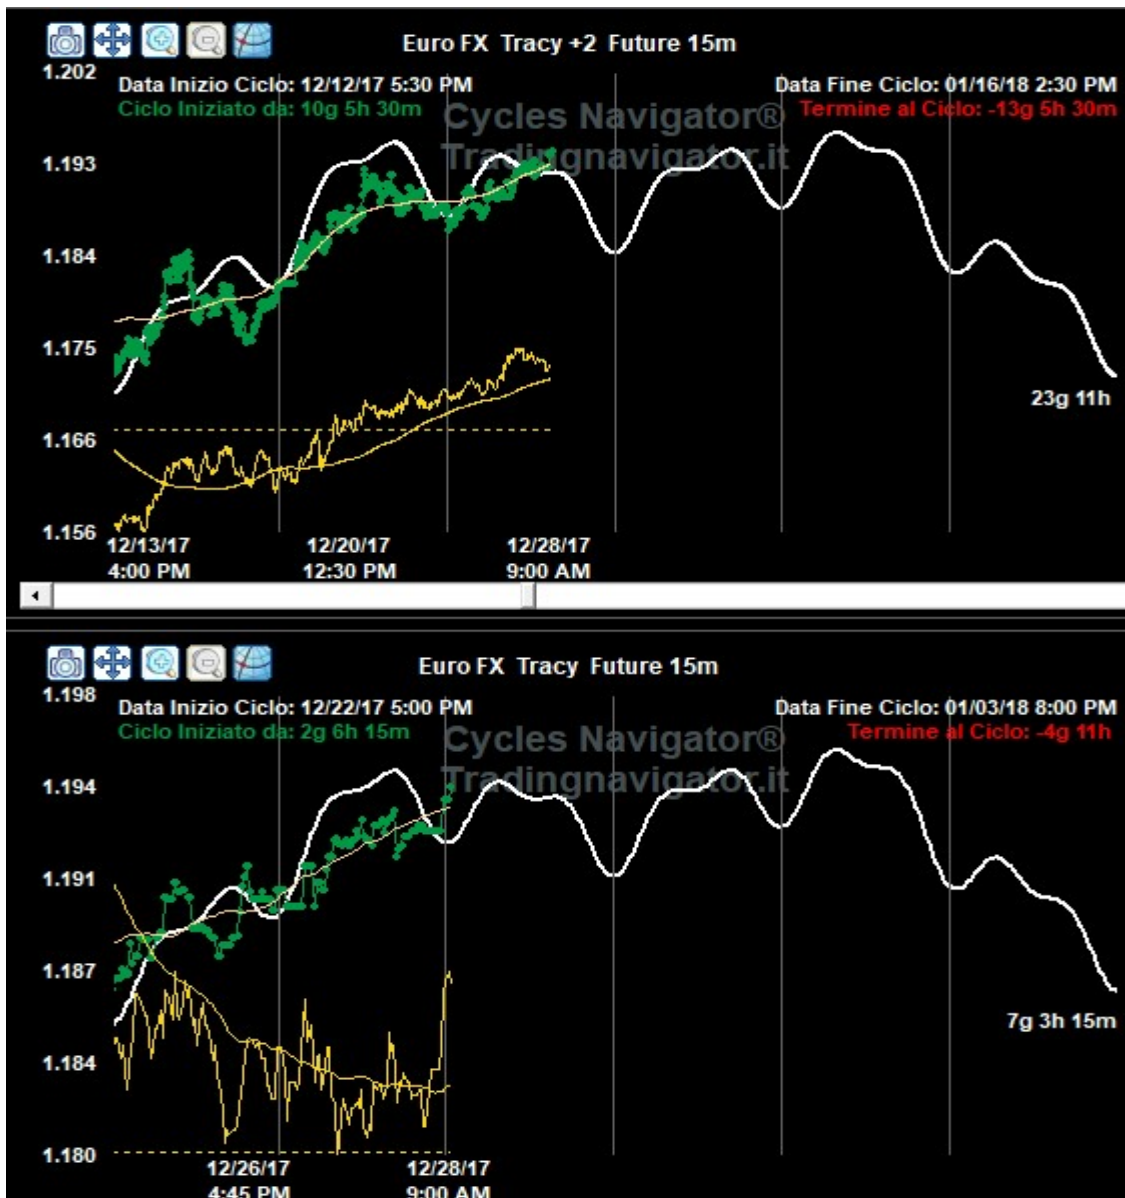 Euro FX Tracy +2 Future 15m
1.202
Data Inizio Ciclo: 12/12/17 5:30 PM
Data Fine Ciclo: 01/16/18 2:30 PM
Ciclo Iniziato da: 10g 5h 30m
Cycles Navigator®
Termine al Ciclo: -13g 5h 30m
Tradingnavigator.it
1.193
1.184
1.175
23g 11h
1.166
1.156
12/13/17 12/20/17 12/28/17
4:00 PM 12:30 PM 9:00 AM
Euro FX Tracy Future 15m
1.198
Data Inizio Ciclo: 12/22/17 5:00 PM
Data Fine Ciclo: 01/03/18 8:00 PM
Ciclo Iniziato da: 2g 6h 15m
Cycles Navigator®
Termine al Ciclo: -4g 11h
Tradingnavigator.it
1.194
1.191
1.187
7g 3h 15m
1.184
1.180
12/26/17 12/28/17
4:45 PM 9:00 AM